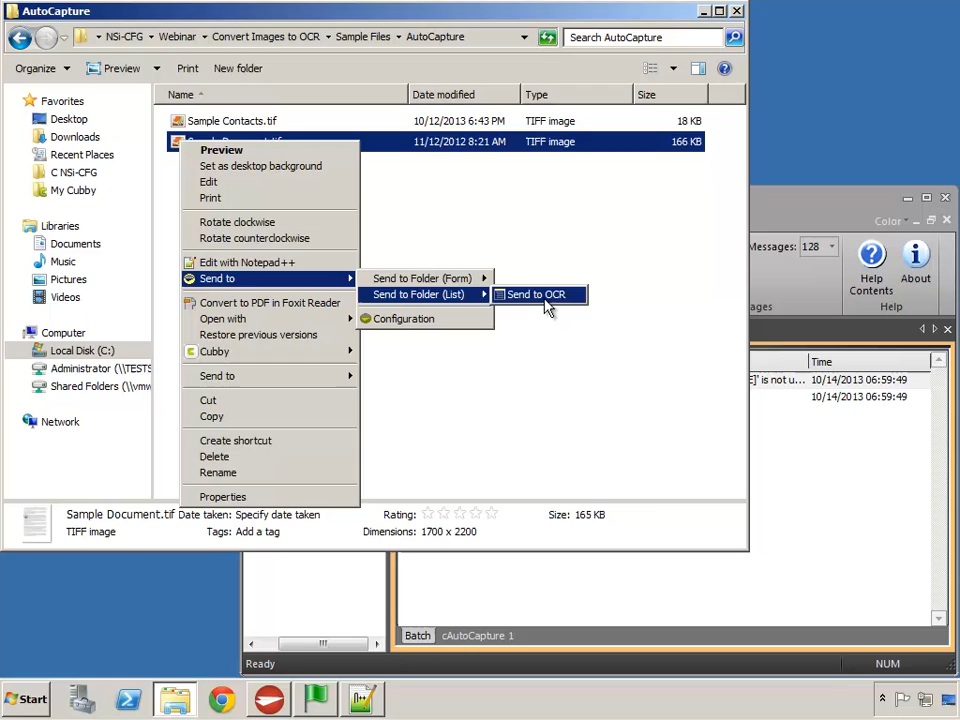 AutoCapture
NSi-CFG Webinar Convert Images to OCR Sample Files AutoCapture
Search AutoCapture
Organize Preview Print New folder
Name Date modified Type Size
Sample Contacts.tif 10/12/2013 6:43 PM TIFF image 18 KB
Sample Document.tif 11/12/2012 8:21 AM TIFF image 166 KB
Favorites
Desktop
Downloads
Recent Places
C NSi-CFG
My Cubby
Libraries
Documents
Music
Pictures
Videos
Computer
Local Disk (C:)
Administrator (\\TESTS
Shared Folders (\\vmw
Network
Preview
Set as desktop background
Edit
Print
Rotate clockwise
Rotate counterclockwise
Edit with Notepad++
Send to
Convert to PDF in Foxit Reader
Open with
Restore previous versions
Cubby
Send to
Cut
Copy
Create shortcut
Delete
Rename
Properties
Send to Folder (Form)
Send to Folder (List)
Configuration
Send to OCR
Sample Document.tif Date taken: Specify date taken Rating: Size: 165 KB
TIFF image Tags: Add a tag Dimensions: 1700 x 2200
Color
Messages: 128
Help Contents
About
ages
Time
E]' is not u... 10/14/2013 06:59:49
10/14/2013 06:59:49
Batch cAutoCapture 1
Ready NUM
Start